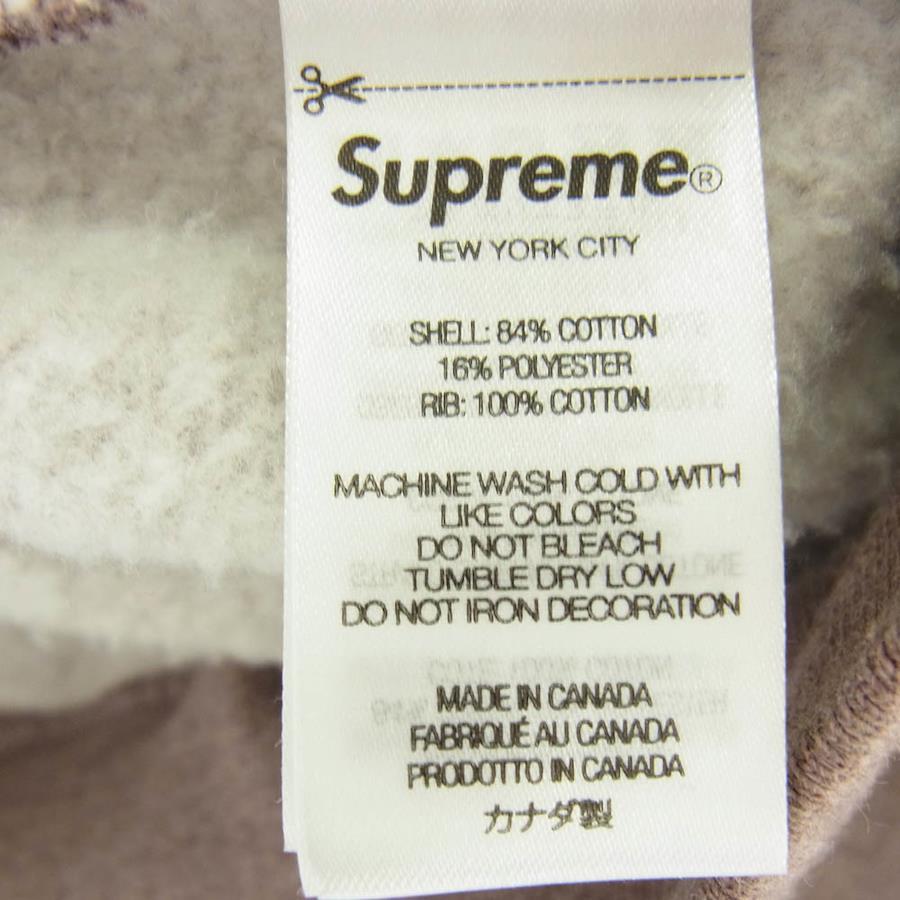 Supreme®
NEW YORK CITY
SHELL: 84% COTTON
16% POLYESTER
RIB: 100% COTTON
MACHINE WASH COLD WITH
LIKE COLORS
DO NOT BLEACH
TUMBLE DRY LOW
DO NOT IRON DECORATION
MADE IN CANADA
FABRIQUÉ AU CANADA
PRODOTTO IN CANADA
カナダ製